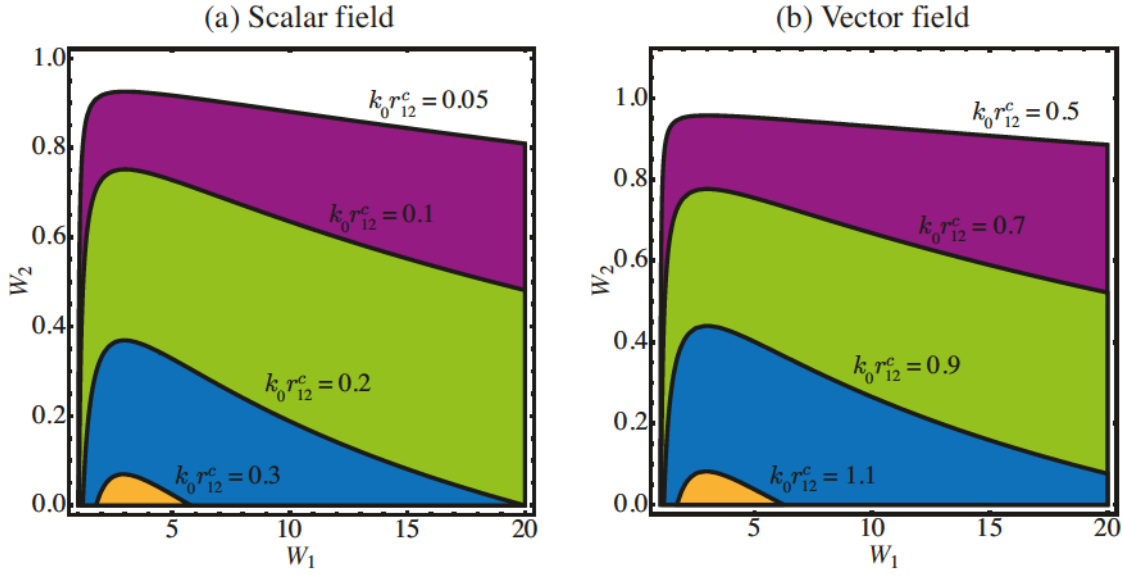 (a) Scalar field
1.0
0.8
0.6
0.4
0.2
0.0
W₂
k₀r₁₂ᶜ = 0.05
k₀r₁₂ᶜ = 0.1
k₀r₁₂ᶜ = 0.2
k₀r₁₂ᶜ = 0.3
5 10 15 20
W₁
(b) Vector field
1.0
0.8
0.6
0.4
0.2
0.0
W₂
k₀r₁₂ᶜ = 0.5
k₀r₁₂ᶜ = 0.7
k₀r₁₂ᶜ = 0.9
k₀r₁₂ᶜ = 1.1
5 10 15 20
W₁